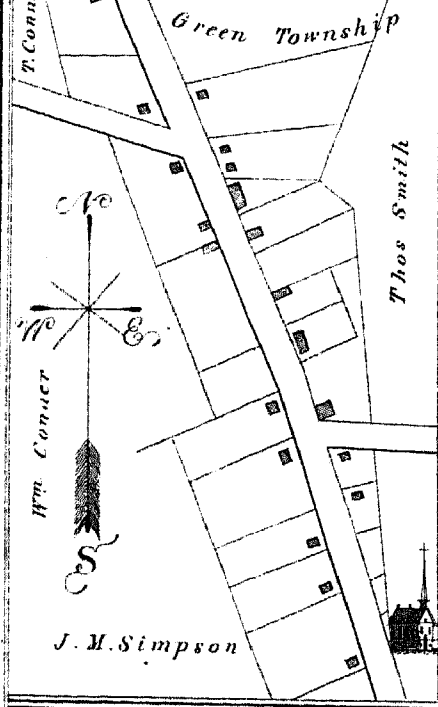 T. Conn
Green Township
Thos Smith
N
W
E
S
Wm Conner
J. M. Simpson